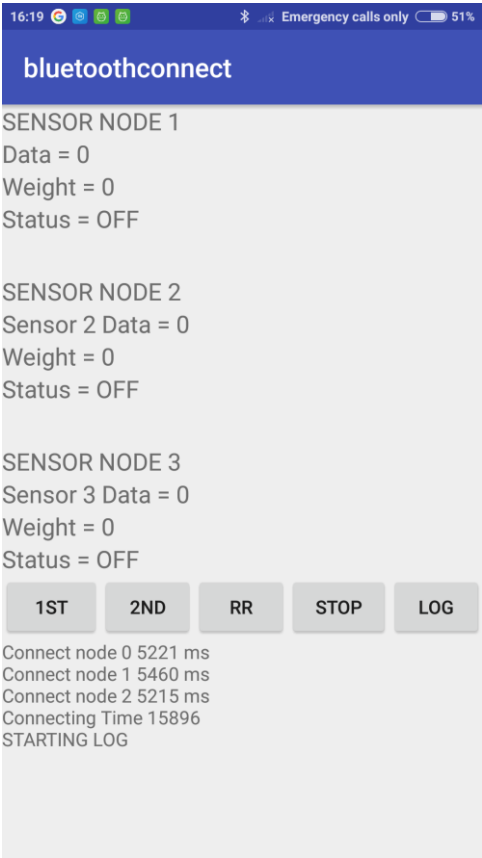 16:19 Emergency calls only 51%
bluetoothconnect
SENSOR NODE 1
Data = 0
Weight = 0
Status = OFF
SENSOR NODE 2
Sensor 2 Data = 0
Weight = 0
Status = OFF
SENSOR NODE 3
Sensor 3 Data = 0
Weight = 0
Status = OFF
1ST 2ND RR STOP LOG
Connect node 0 5221 ms
Connect node 1 5460 ms
Connect node 2 5215 ms
Connecting Time 15896
STARTING LOG